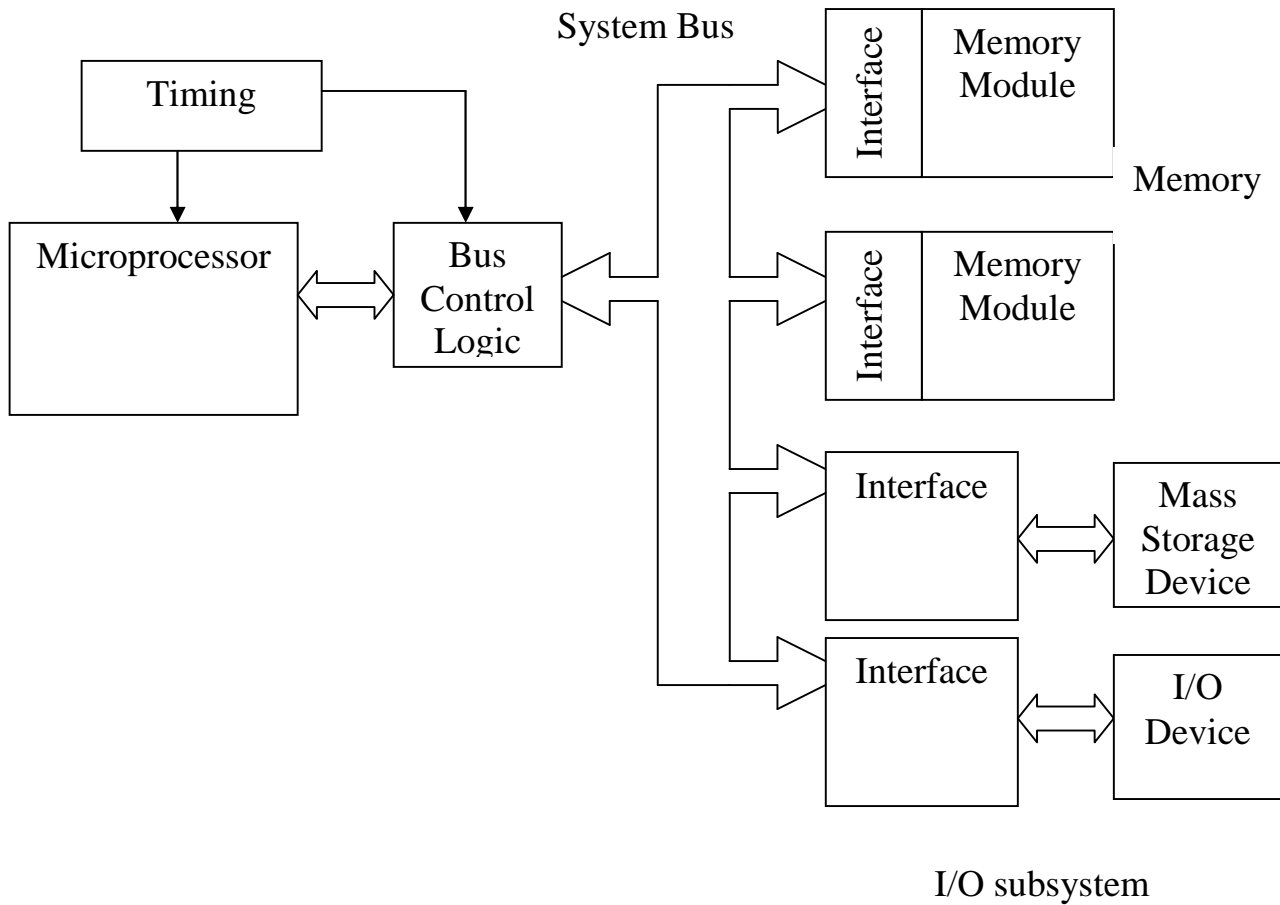 System Bus
Timing
Interface
Memory
Module
Memory
Microprocessor
Bus
Control
Logic
Interface
Memory
Module
Interface
Mass
Storage
Device
Interface
I/O
Device
I/O subsystem